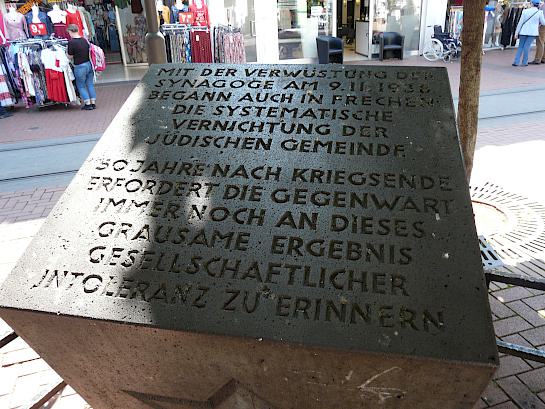 MIT DER VERWÜSTUNG DER
SYNAGOGE AM 9.11.1938
BEGANN AUCH IN FRECHEN
DIE SYSTEMATISCHE
VERNICHTUNG DER
JÜDISCHEN GEMEINDE.
50 JAHRE NACH KRIEGSENDE
ERFORDERT DIE GEGENWART
IMMER NOCH AN DIESES
GRAUSAME ERGEBNIS
GESELLSCHAFTLICHER
INTOLERANZ ZU ERINNERN